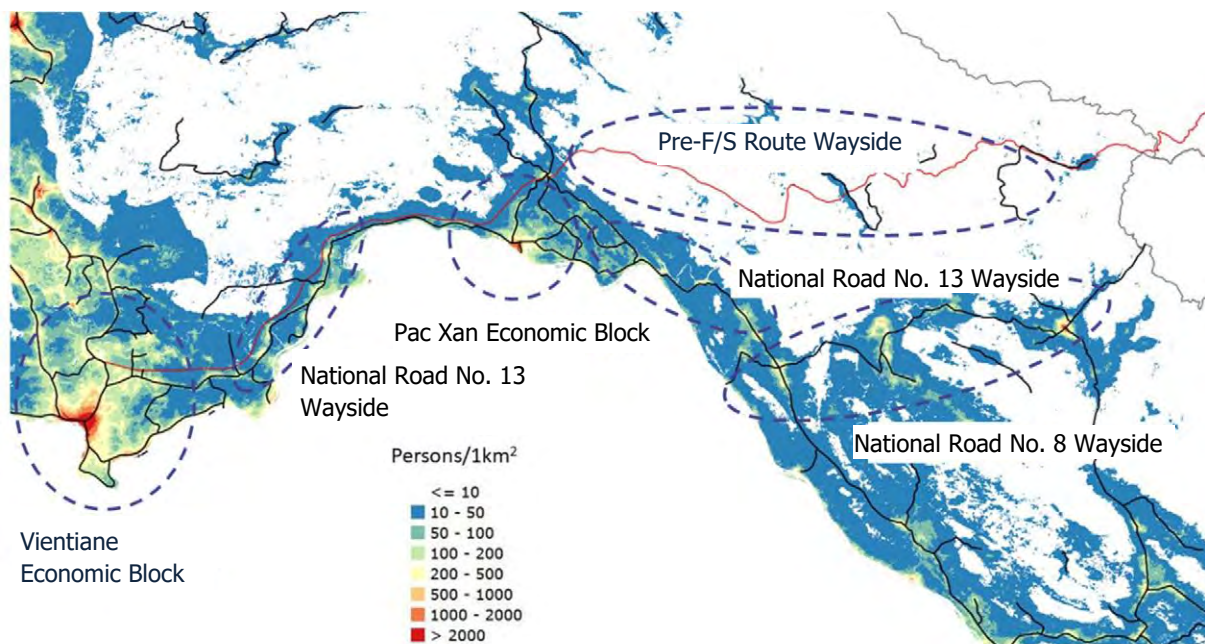 Pre-F/S Route Wayside
National Road No. 13 Wayside
Pac Xan Economic Block
National Road No. 13
Wayside
National Road No. 8 Wayside
Vientiane
Economic Block
Persons/1km²
<= 10
10 - 50
50 - 100
100 - 200
200 - 500
500 - 1000
1000 - 2000
> 2000